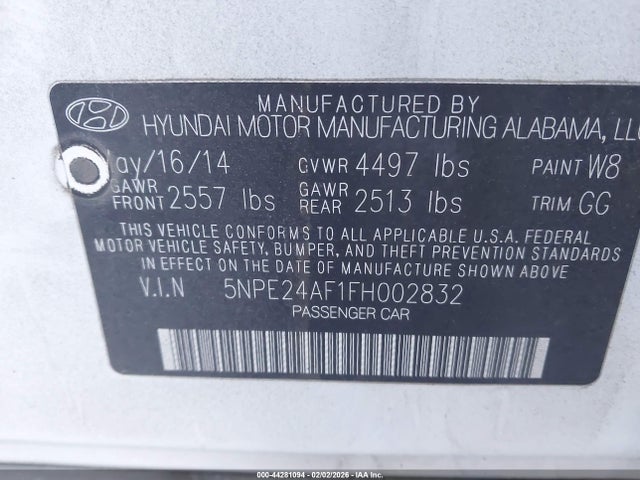 MANUFACTURED BY
HYUNDAI MOTOR MANUFACTURING ALABAMA, LLC
ay/16/14 GVWR 4497 lbs PAINT W8
GAWR FRONT 2557 lbs GAWR REAR 2513 lbs TRIM GG
THIS VEHICLE CONFORMS TO ALL APPLICABLE U.S.A. FEDERAL
MOTOR VEHICLE SAFETY, BUMPER, AND THEFT PREVENTION STANDARDS
IN EFFECT ON THE DATE OF MANUFACTURE SHOWN ABOVE
V.I.N 5NPE24AF1FH002832
PASSENGER CAR
000-44281094 | 02/02/2026 | IAA Copyright